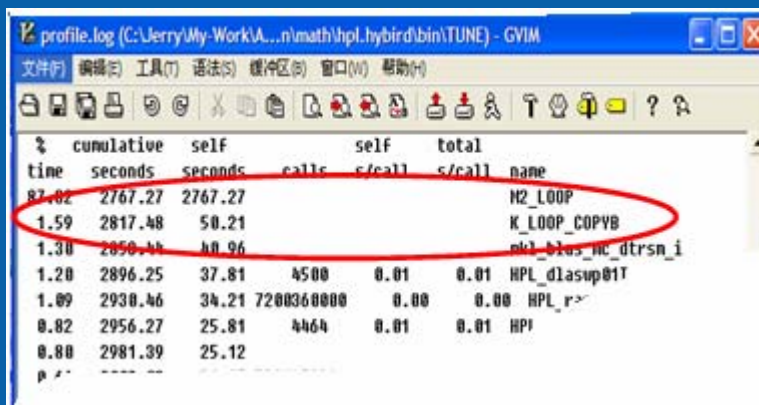 profile.log (C:\Jerry\My-Work\A...n\math\hpl.hybird\bin\TUNE) - GVIM
文件(F) 编辑(E) 工具(T) 语法(S) 缓冲区(B) 窗口(W) 帮助(H)
% cumulative self self total
time seconds seconds calls s/call s/call name
87.82 2767.27 2767.27 M2_LOOP
1.59 2817.48 50.21 K_LOOP_COPYB
1.30 40.96
1.20 2896.25 37.81 4500 0.01 0.01 HPL_dlaswp01T
1.09 2930.46 34.21 7200360000 0.00 0.00
0.82 2956.27 25.81 4464 0.01 0.01
0.80 2981.39 25.12